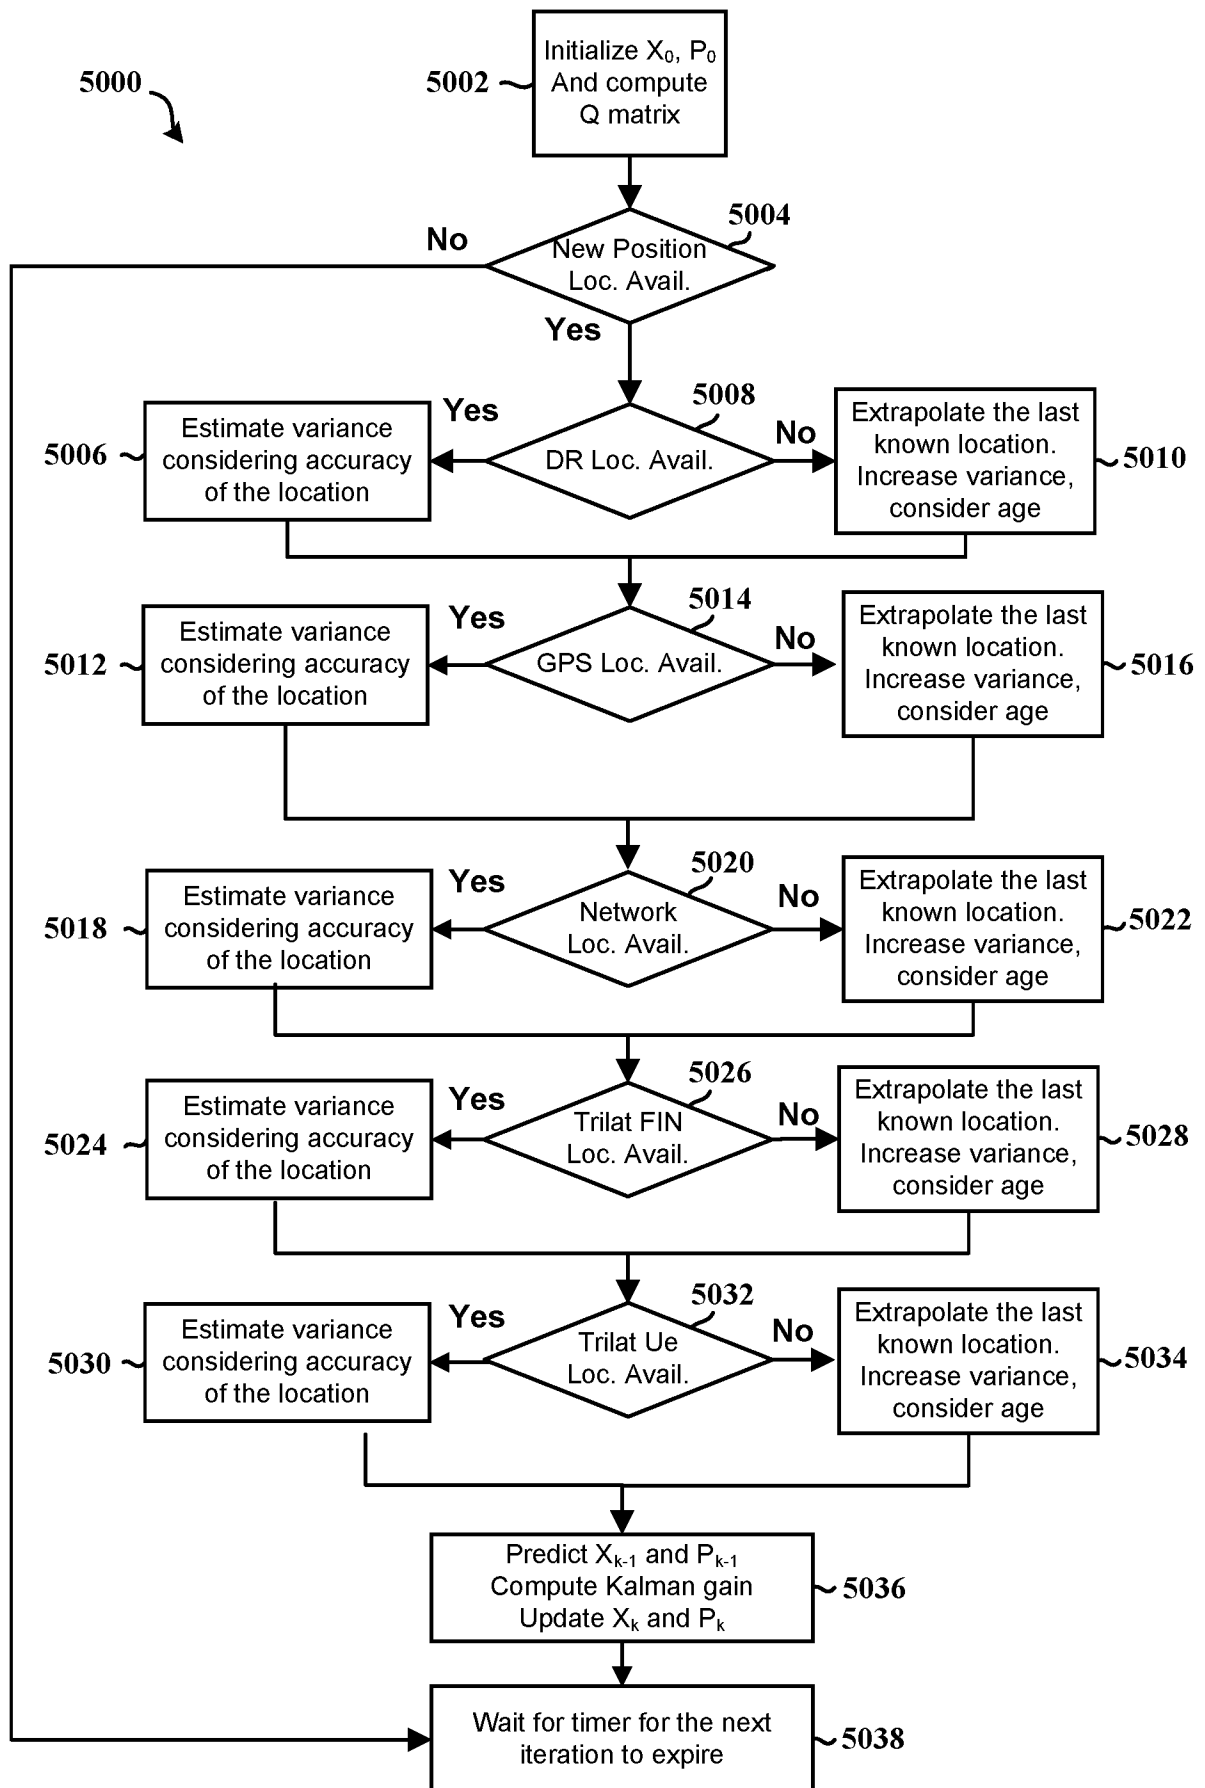 5000
5002
Initialize X0, P0
And compute
Q matrix
5004
No
New Position
Loc. Avail.
Yes
5006
Estimate variance
considering accuracy
of the location
Yes
5008
DR Loc. Avail.
No
Extrapolate the last
known location.
Increase variance,
consider age
5010
5012
Estimate variance
considering accuracy
of the location
Yes
5014
GPS Loc. Avail.
No
Extrapolate the last
known location.
Increase variance,
consider age
5016
5018
Estimate variance
considering accuracy
of the location
Yes
5020
Network
Loc. Avail.
No
Extrapolate the last
known location.
Increase variance,
consider age
5022
5024
Estimate variance
considering accuracy
of the location
Yes
5026
Trilat FIN
Loc. Avail.
No
Extrapolate the last
known location.
Increase variance,
consider age
5028
5030
Estimate variance
considering accuracy
of the location
Yes
5032
Trilat Ue
Loc. Avail.
No
Extrapolate the last
known location.
Increase variance,
consider age
5034
Predict Xk-1 and Pk-1
Compute Kalman gain
Update Xk and Pk
5036
Wait for timer for the next
iteration to expire
5038